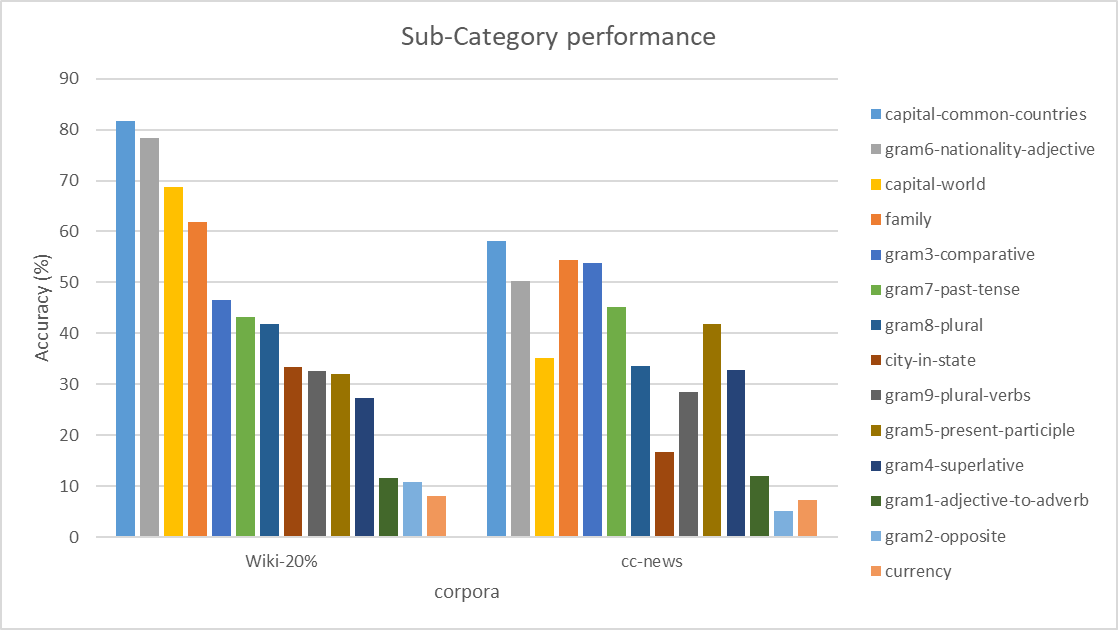 Sub-Category performance
90
80
70
60
50
40
30
20
10
0
Accuracy (%)
Wiki-20%
cc-news
corpora
capital-common-countries
gram6-nationality-adjective
capital-world
family
gram3-comparative
gram7-past-tense
gram8-plural
city-in-state
gram9-plural-verbs
gram5-present-participle
gram4-superlative
gram1-adjective-to-adverb
gram2-opposite
currency